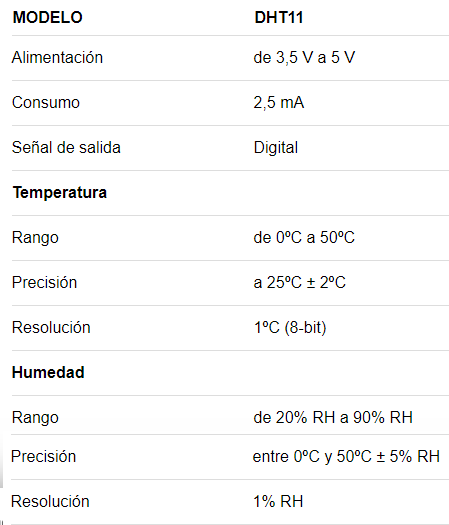 MODELO DHT11
Alimentación de 3,5 V a 5 V
Consumo 2,5 mA
Señal de salida Digital
Temperatura
Rango de 0ºC a 50ºC
Precisión a 25ºC ± 2ºC
Resolución 1ºC (8-bit)
Humedad
Rango de 20% RH a 90% RH
Precisión entre 0ºC y 50ºC ± 5% RH
Resolución 1% RH